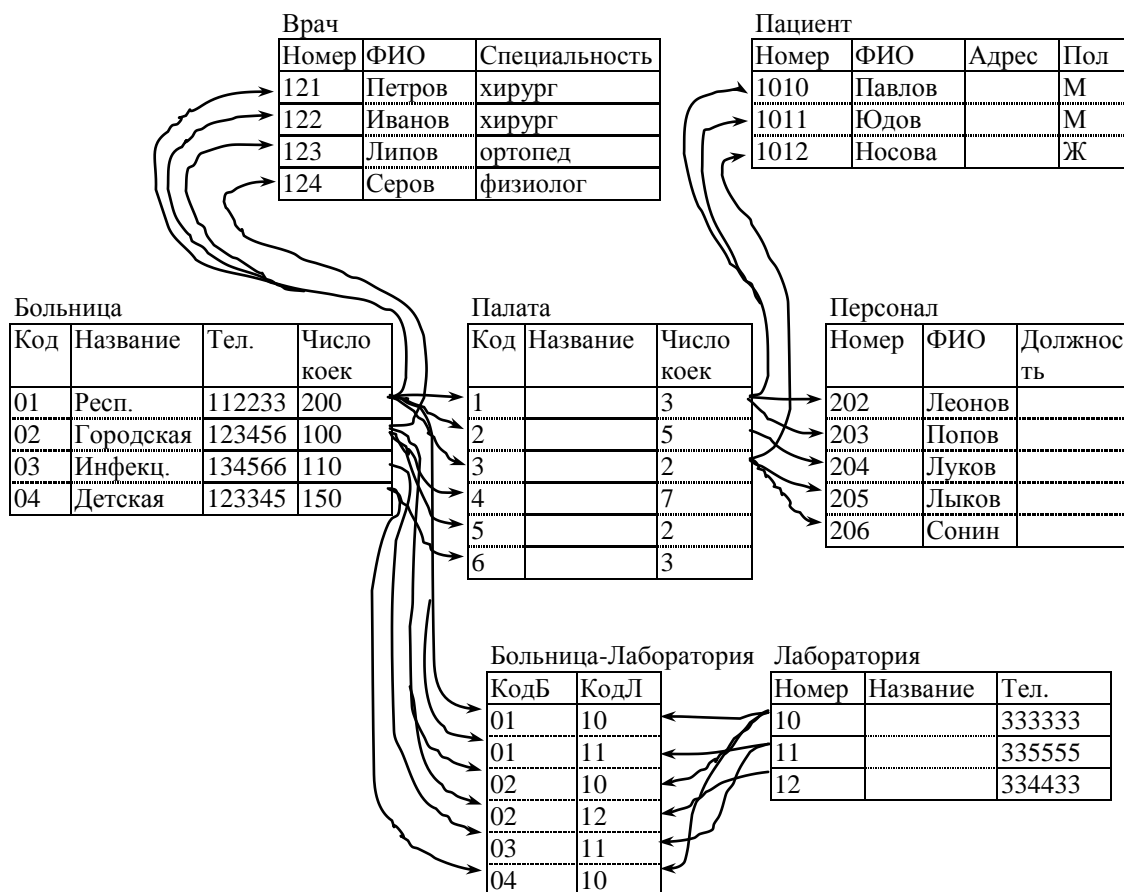 Врач
Номер ФИО Специальность
121 Петров хирург
122 Иванов хирург
123 Липов ортопед
124 Серов физиолог
Пациент
Номер ФИО Адрес Пол
1010 Павлов М
1011 Юдов М
1012 Носова Ж
Больница
Код Название Тел. Число
коек
01 Респ. 112233 200
02 Городская 123456 100
03 Инфекц. 134566 110
04 Детская 123345 150
Палата
Код Название Число
коек
1 3
2 5
3 2
4 7
5 2
6 3
Персонал
Номер ФИО Должнос
ть
202 Леонов
203 Попов
204 Луков
205 Лыков
206 Сонин
Больница-Лаборатория
КодБ КодЛ
01 10
01 11
02 10
02 12
03 11
04 10
Лаборатория
Номер Название Тел.
10 333333
11 335555
12 334433